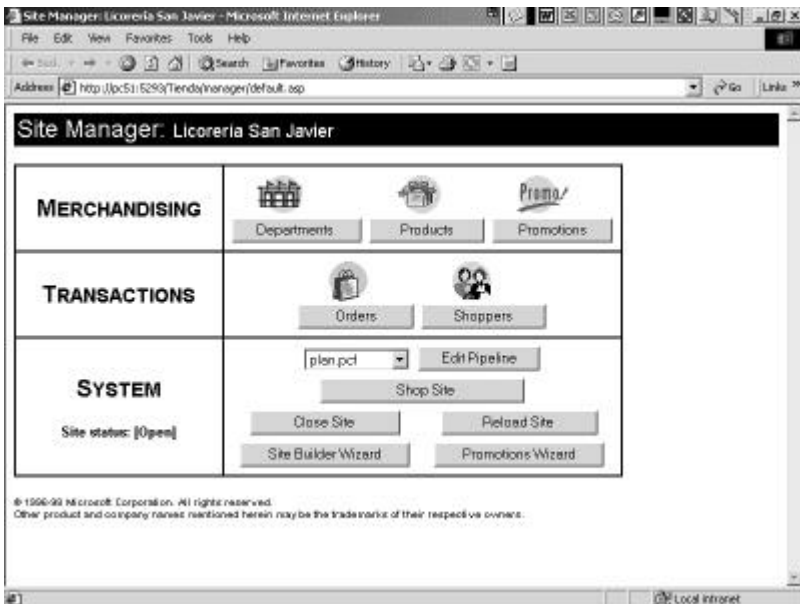 Site Manager: Licorería San Javier - Microsoft Internet Explorer
File Edit View Favorites Tools Help
Search Favorites History
Address http://pc51:5293/Tienda/manager/default.asp Go Links »
Site Manager: Licorería San Javier
MERCHANDISING
Promo!
Departments Products Promotions
TRANSACTIONS
Orders Shoppers
SYSTEM
Site status: [Open]
plan.pcf Edit Pipeline
Shop Site
Close Site Reload Site
Site Builder Wizard Promotions Wizard
© 1996-98 Microsoft Corporation. All rights reserved.
Other product and company names mentioned herein may be the trademarks of their respective owners.
Local intranet